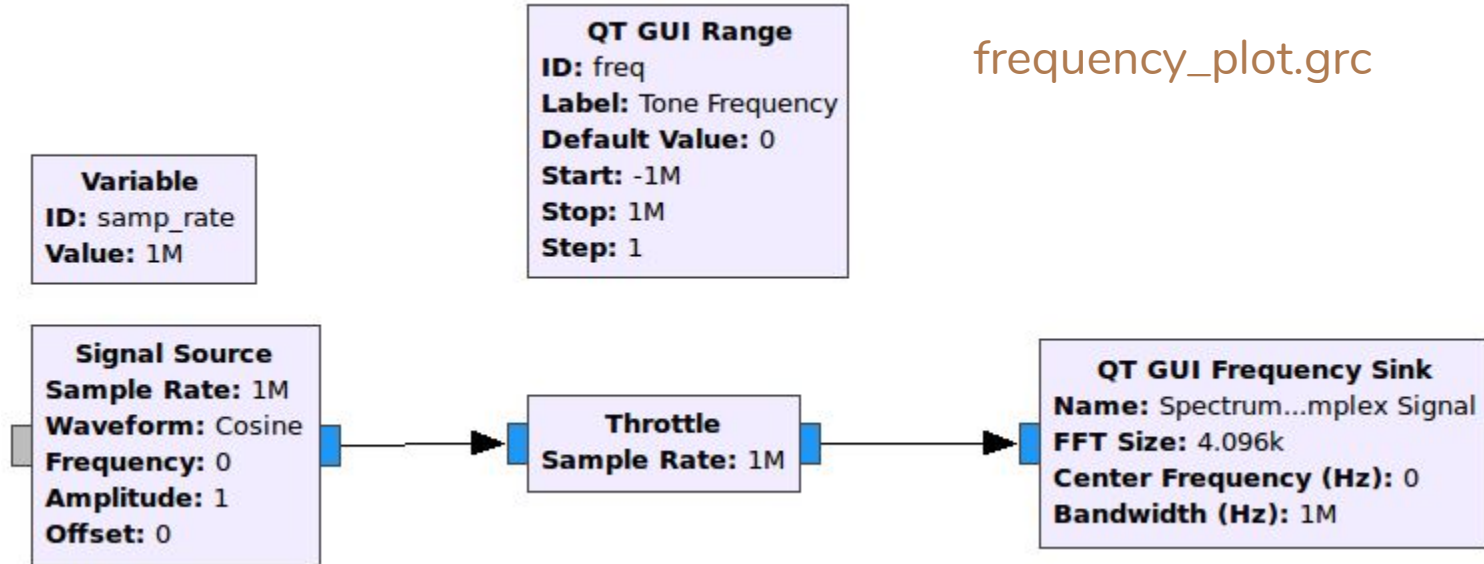 QT GUI Range
ID: freq
Label: Tone Frequency
Default Value: 0
Start: -1M
Stop: 1M
Step: 1
frequency_plot.grc
Variable
ID: samp_rate
Value: 1M
Signal Source
Sample Rate: 1M
Waveform: Cosine
Frequency: 0
Amplitude: 1
Offset: 0
Throttle
Sample Rate: 1M
QT GUI Frequency Sink
Name: Spectrum...mplex Signal
FFT Size: 4.096k
Center Frequency (Hz): 0
Bandwidth (Hz): 1M